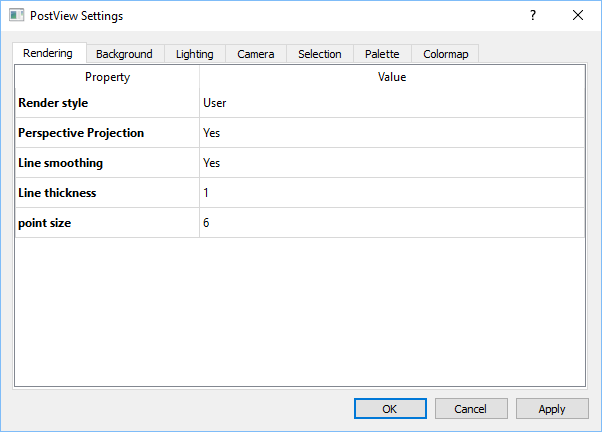 PostView Settings
?
Rendering Background Lighting Camera Selection Palette Colormap
Property Value
Render style User
Perspective Projection Yes
Line smoothing Yes
Line thickness 1
point size 6
OK Cancel Apply